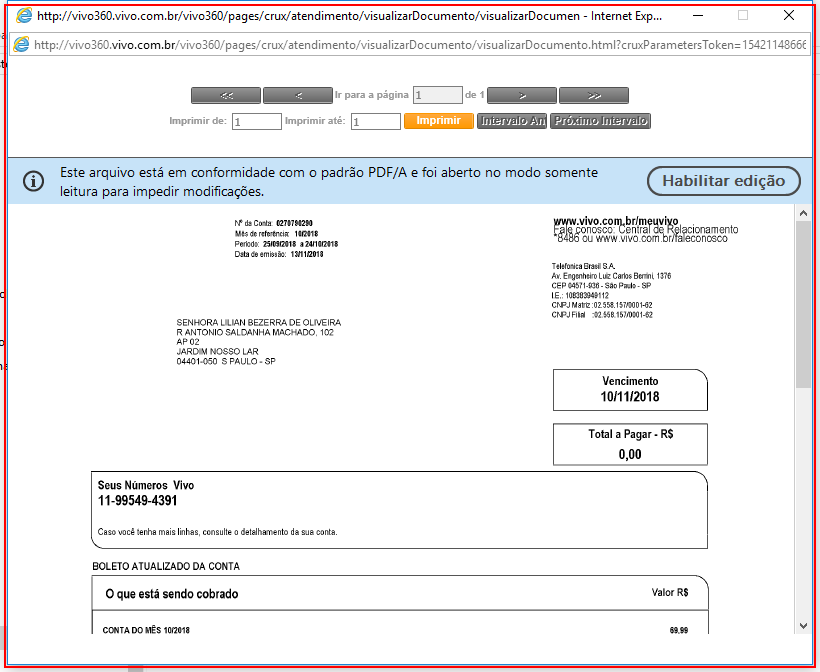 http://vivo360.vivo.com.br/vivo360/pages/crux/atendimento/visualizarDocumento/visualizarDocumen - Internet Exp...
http://vivo360.vivo.com.br/vivo360/pages/crux/atendimento/visualizarDocumento/visualizarDocumento.html?cruxParametersToken=15421148666
<< < Ir para a página 1 de 1 > >>
Imprimir de: 1 Imprimir até: 1 Imprimir Intervalo An Próximo Intervalo
Este arquivo está em conformidade com o padrão PDF/A e foi aberto no modo somente
leitura para impedir modificações.
Habilitar edição
Nº da Conta: 0270790290
Mês de referência: 10/2018
Período: 25/09/2018 a 24/10/2018
Data de emissão: 13/11/2018
www.vivo.com.br/meuvivo
Fale conosco: Central de Relacionamento
*8486 ou www.vivo.com.br/faleconosco
Telefonica Brasil S.A.
Av. Engenheiro Luiz Carlos Berrini, 1376
CEP 04571-936 - São Paulo - SP
I.E.: 108383949112
CNPJ Matriz :02.558.157/0001-62
CNPJ Filial :02.558.157/0001-62
SENHORA LILIAN BEZERRA DE OLIVEIRA
R ANTONIO SALDANHA MACHADO, 102
AP 02
JARDIM NOSSO LAR
04401-050 S PAULO - SP
Vencimento
10/11/2018
Total a Pagar - R$
0,00
Seus Números Vivo
11-99549-4391
Caso você tenha mais linhas, consulte o detalhamento da sua conta.
BOLETO ATUALIZADO DA CONTA
O que está sendo cobrado Valor R$
CONTA DO MÊS 10/2018 69,99